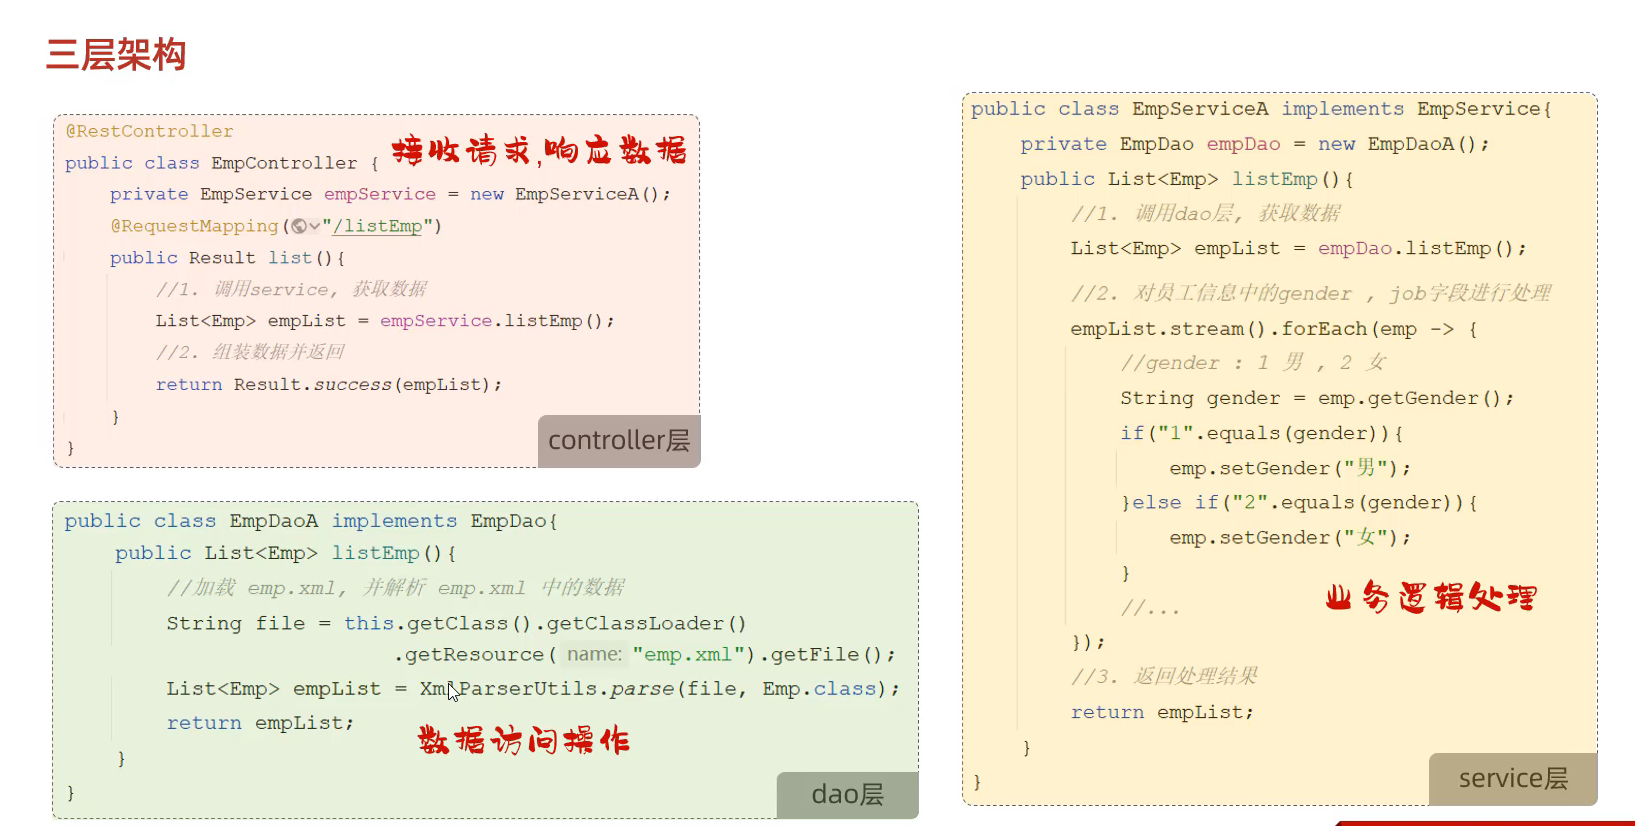 三层架构
@RestController
public class EmpController {
接收请求,响应数据
private EmpService empService = new EmpServiceA();
@RequestMapping("/listEmp")
public Result list(){
//1. 调用service, 获取数据
List<Emp> empList = empService.listEmp();
//2. 组装数据并返回
return Result.success(empList);
}
}
controller层
public class EmpDaoA implements EmpDao{
public List<Emp> listEmp(){
//加载 emp.xml, 并解析 emp.xml 中的数据
String file = this.getClass().getClassLoader()
.getResource( name: "emp.xml").getFile();
List<Emp> empList = XmlParserUtils.parse(file, Emp.class);
return empList;
数据访问操作
}
}
dao层
public class EmpServiceA implements EmpService{
private EmpDao empDao = new EmpDaoA();
public List<Emp> listEmp(){
//1. 调用dao层, 获取数据
List<Emp> empList = empDao.listEmp();
//2. 对员工信息中的gender , job字段进行处理
empList.stream().forEach(emp -> {
//gender : 1 男 , 2 女
String gender = emp.getGender();
if("1".equals(gender)){
emp.setGender("男");
}else if("2".equals(gender)){
emp.setGender("女");
}
业务逻辑处理
//...
});
//3. 返回处理结果
return empList;
}
}
service层